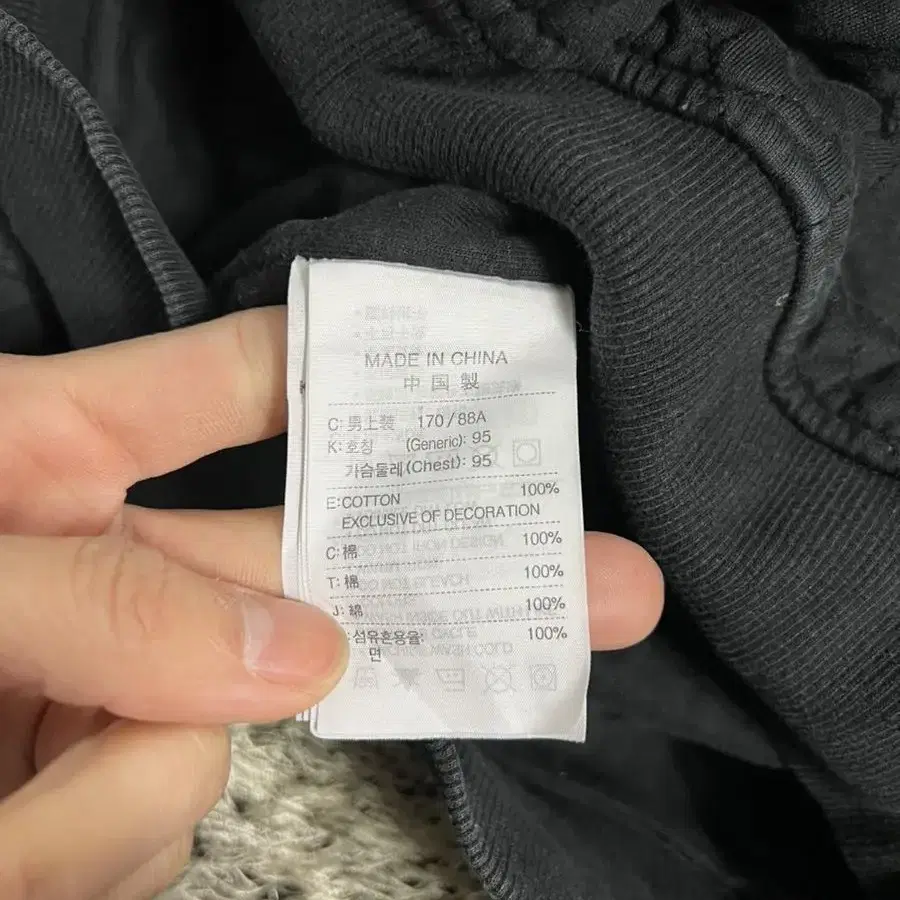 MADE IN CHINA
中国製
C: 男上装 170/88A
K: 호칭 (Generic): 95
가슴둘레 (Chest): 95
E: COTTON 100%
EXCLUSIVE OF DECORATION
C: 棉 100%
T: 棉 100%
J: 綿 100%
: 섬유혼용율: 100%
면